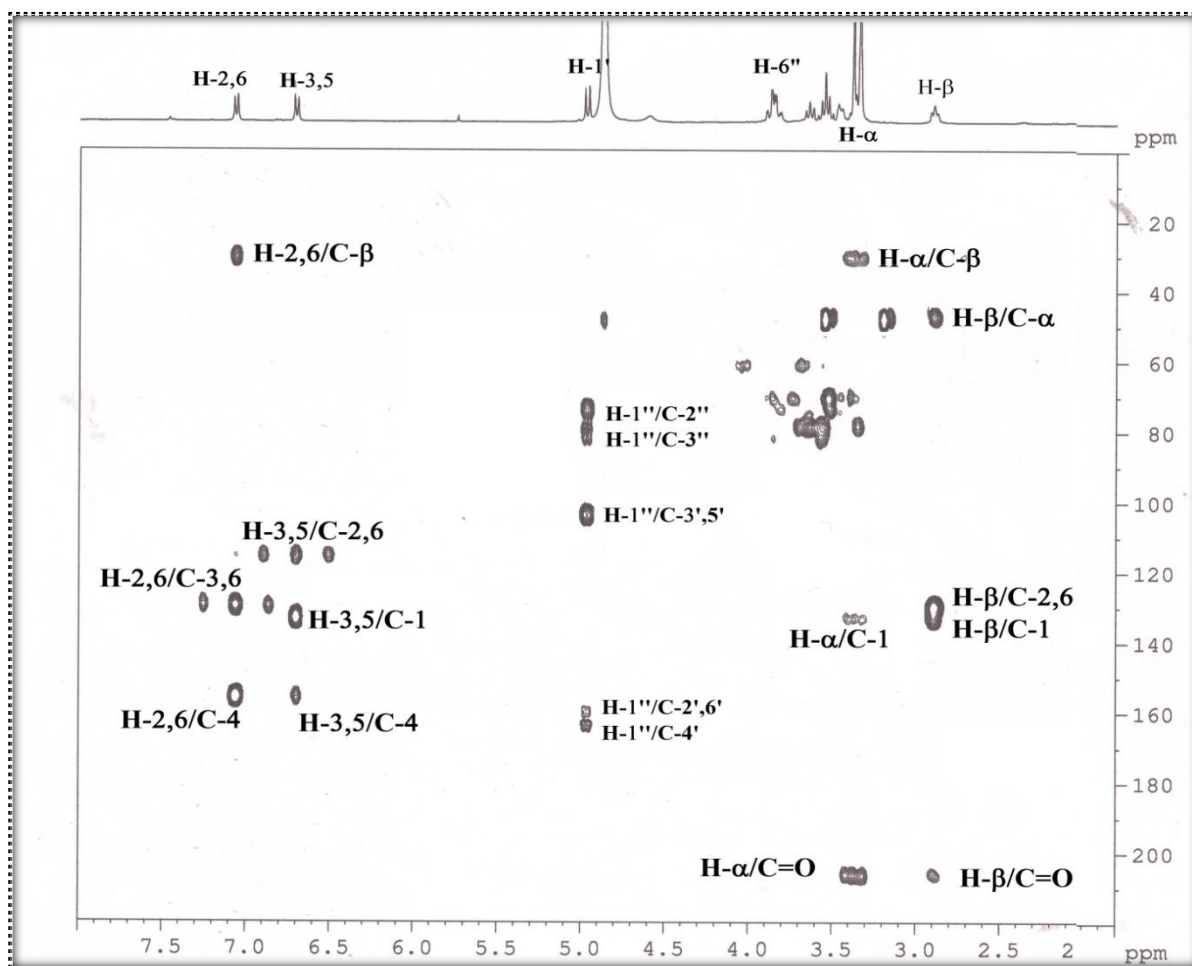 H-2,6 H-3,5 H-1' H-6" H-β
H-α
ppm
H-2,6/C-β H-α/C-β
H-β/C-α
H-1"/C-2"
H-1"/C-3"
H-1"/C-3',5'
H-3,5/C-2,6
H-2,6/C-3,6
H-3,5/C-1
H-β/C-2,6
H-β/C-1
H-α/C-1
H-2,6/C-4 H-3,5/C-4
H-1"/C-2',6'
H-1"/C-4'
H-α/C=O H-β/C=O
20
40
60
80
100
120
140
160
180
200
7.5 7.0 6.5 6.0 5.5 5.0 4.5 4.0 3.5 3.0 2.5 2 ppm